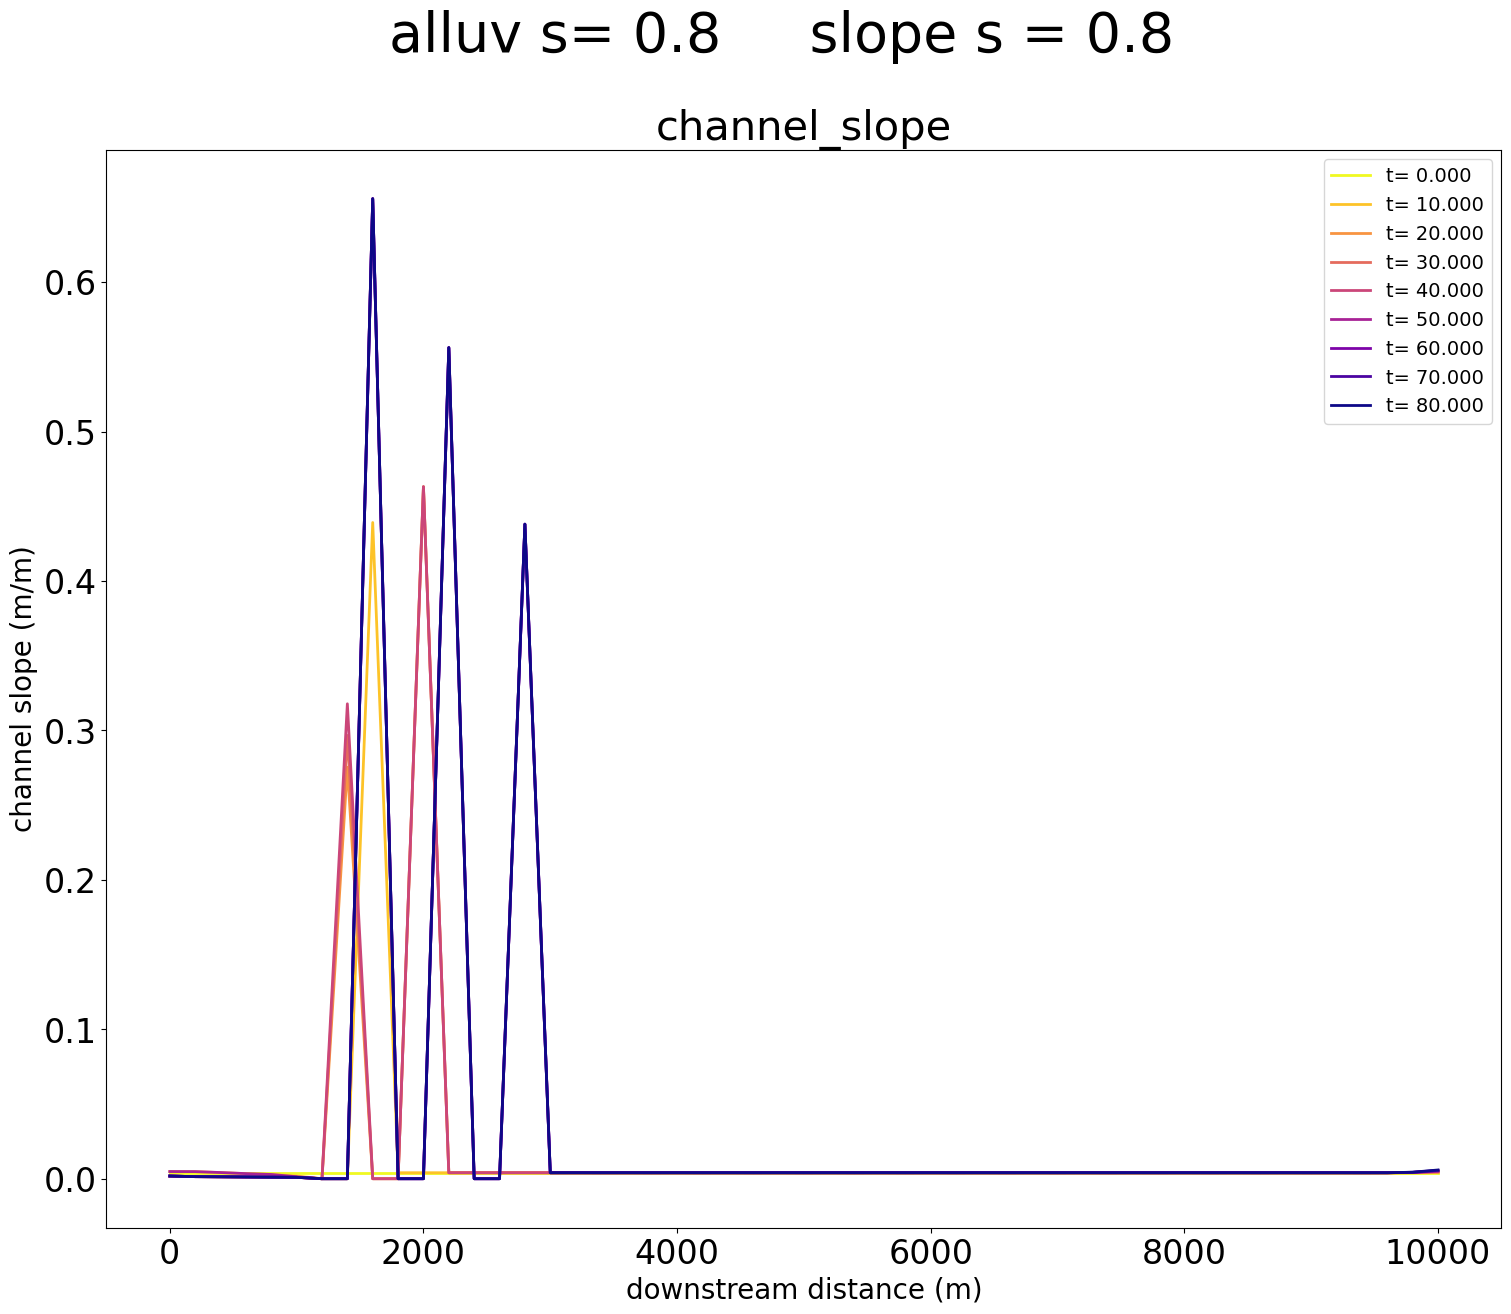 alluv s= 0.8     slope s = 0.8
channel_slope
t= 0.000
t= 10.000
t= 20.000
t= 30.000
t= 40.000
t= 50.000
t= 60.000
t= 70.000
t= 80.000
channel slope (m/m)
0.6
0.5
0.4
0.3
0.2
0.1
0.0
0 2000 4000 6000 8000 10000
downstream distance (m)